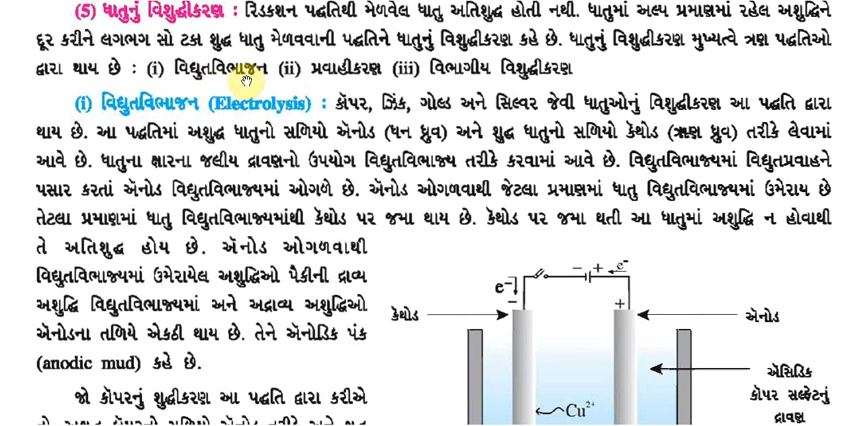 (5) ધાતુનું વિશુદ્ધીકરણ : રિડક્શન પદ્ધતિથી મેળવેલ ધાતુ અતિશુદ્ધ હોતી નથી. ધાતુમાં અલ્પ પ્રમાણમાં રહેલ અશુદ્ધિને
દૂર કરીને લગભગ સો ટકા શુદ્ધ ધાતુ મેળવવાની પદ્ધતિને ધાતુનું વિશુદ્ધીકરણ કહે છે. ધાતુનું વિશુદ્ધીકરણ મુખ્યત્વે ત્રણ પદ્ધતિઓ
દ્વારા થાય છે : (i) વિદ્યુતવિભાજન (ii) પ્રવાહીકરણ (iii) વિભાગીય વિશુદ્ધીકરણ
(i) વિદ્યુતવિભાજન (Electrolysis) : કૉપર, ઝિંક, ગોલ્ડ અને સિલ્વર જેવી ધાતુઓનું વિશુદ્ધીકરણ આ પદ્ધતિ દ્વારા
થાય છે. આ પદ્ધતિમાં અશુદ્ધ ધાતુનો સળિયો ઍનોડ (ધન ધ્રુવ) અને શુદ્ધ ધાતુનો સળિયો કૅથોડ (ઋણ ધ્રુવ) તરીકે લેવામાં
આવે છે. ધાતુના ક્ષારના જલીય દ્રાવણનો ઉપયોગ વિદ્યુતવિભાજ્ય તરીકે કરવામાં આવે છે. વિદ્યુતવિભાજ્યમાં વિદ્યુતપ્રવાહને
પસાર કરતાં ઍનોડ વિદ્યુતવિભાજ્યમાં ઓગળે છે. ઍનોડ ઓગળવાથી જેટલા પ્રમાણમાં ધાતુ વિદ્યુતવિભાજ્યમાં ઉમેરાય છે
તેટલા પ્રમાણમાં ધાતુ વિદ્યુતવિભાજ્યમાંથી કૅથોડ પર જમા થાય છે. કૅથોડ પર જમા થતી આ ધાતુમાં અશુદ્ધિ ન હોવાથી
તે અતિશુદ્ધ હોય છે. ઍનોડ ઓગળવાથી
વિદ્યુતવિભાજ્યમાં ઉમેરાયેલ અશુદ્ધિઓ પૈકીની દ્રાવ્ય
અશુદ્ધિ વિદ્યુતવિભાજ્યમાં અને અદ્રાવ્ય અશુદ્ધિઓ
ઍનોડના તળિયે એકઠી થાય છે. તેને ઍનોડિક પંક
(anodic mud) કહે છે.
જો કૉપરનું શુદ્ધીકરણ આ પદ્ધતિ દ્વારા કરીએ
− + e⁻
e⁻
− +
કૅથોડ
ઍનોડ
ઍસિડિક
કૉપર સલ્ફેટનું
દ્રાવણ
Cu²⁺